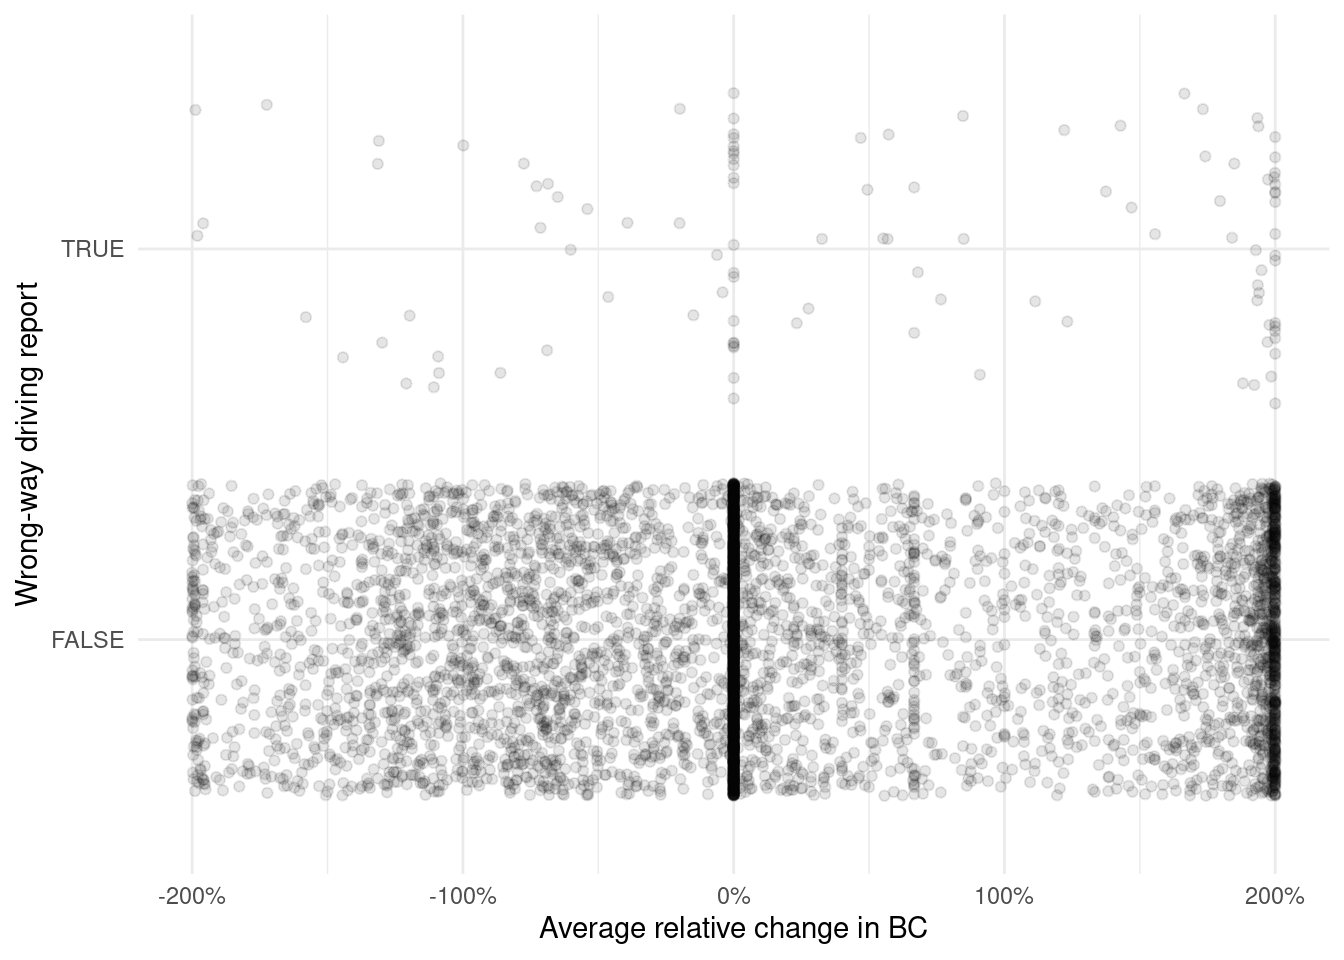 Wrong-way driving report
TRUE
FALSE
-200%
-100%
0%
100%
200%
Average relative change in BC